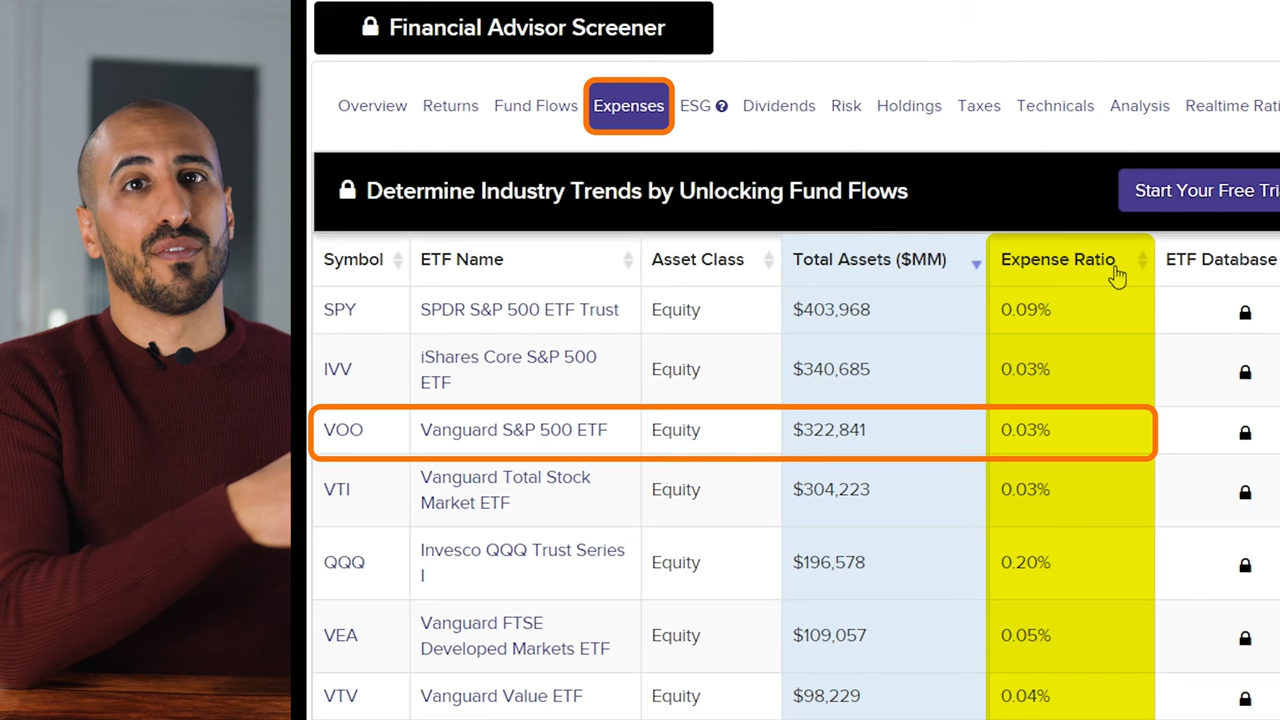 Financial Advisor Screener
Overview Returns Fund Flows Expenses ESG Dividends Risk Holdings Taxes Technicals Analysis Realtime
Determine Industry Trends by Unlocking Fund Flows
Start Your Free
Symbol ETF Name Asset Class Total Assets ($MM) Expense Ratio ETF Database
SPY SPDR S&P 500 ETF Trust Equity $403,968 0.09%
IVV iShares Core S&P 500
ETF Equity $340,685 0.03%
VOO Vanguard S&P 500 ETF Equity $322,841 0.03%
VTI Vanguard Total Stock
Market ETF Equity $304,223 0.03%
QQQ Invesco QQQ Trust Series
I Equity $196,578 0.20%
VEA Vanguard FTSE
Developed Markets ETF Equity $109,057 0.05%
VTV Vanguard Value ETF Equity $98,229 0.04%